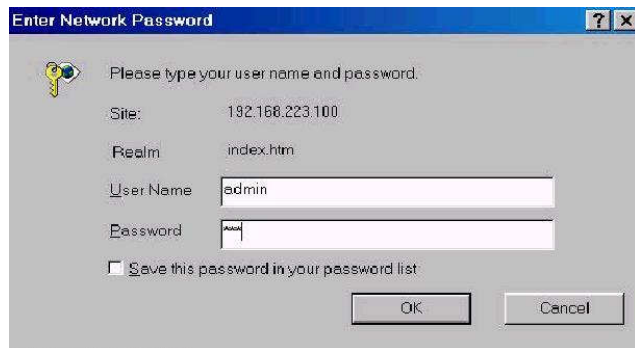 Enter Network Password
Please type your user name and password.
Site: 192.168.223.100
Realm index.htm
User Name admin
Password ***
Save this password in your password list
OK Cancel